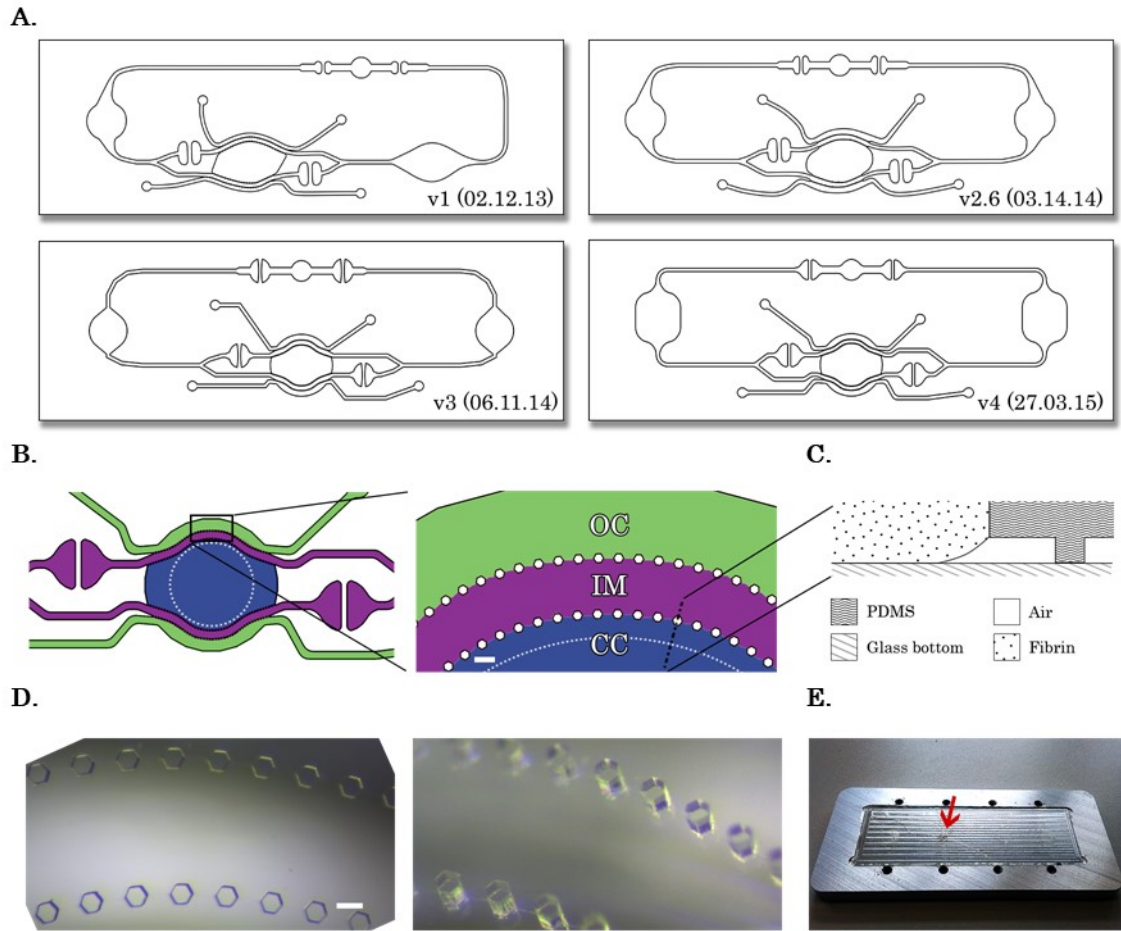 A.
v1 (02.12.13)
v2.6 (03.14.14)
v3 (06.11.14)
v4 (27.03.15)
B.
C.
OC
IM
CC
PDMS
Air
Glass bottom
Fibrin
D.
E.